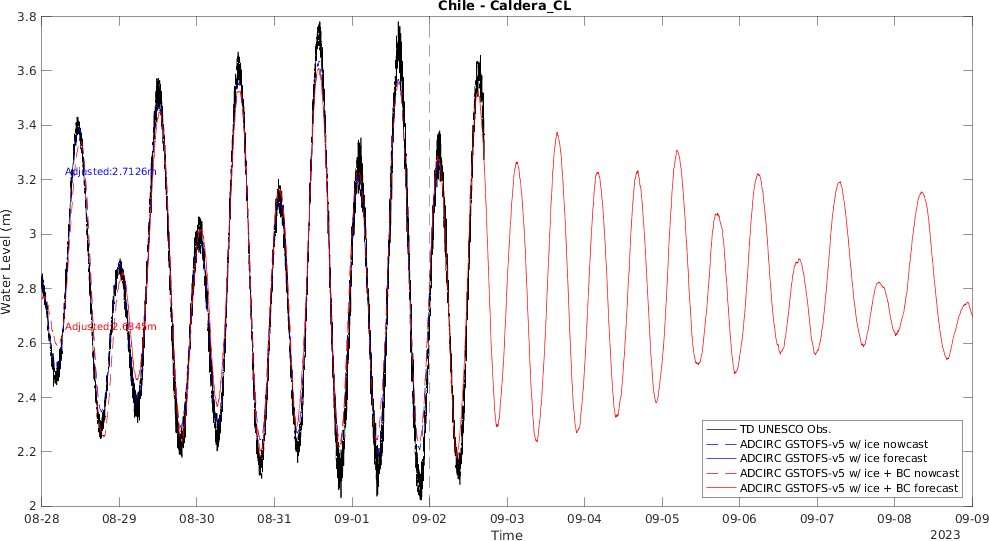 Chile - Caldera_CL
3.8
3.6
3.4
3.2
3
2.8
2.6
2.4
2.2
2
Water Level (m)
Adjusted:2.7126m
Adjusted:2.6345m
TD UNESCO Obs.
ADCIRC GSTOFS-v5 w/ ice nowcast
ADCIRC GSTOFS-v5 w/ ice forecast
ADCIRC GSTOFS-v5 w/ ice + BC nowcast
ADCIRC GSTOFS-v5 w/ ice + BC forecast
08-28 08-29 08-30 08-31 09-01 09-02 09-03 09-04 09-05 09-06 09-07 09-08 09-09
Time
2023